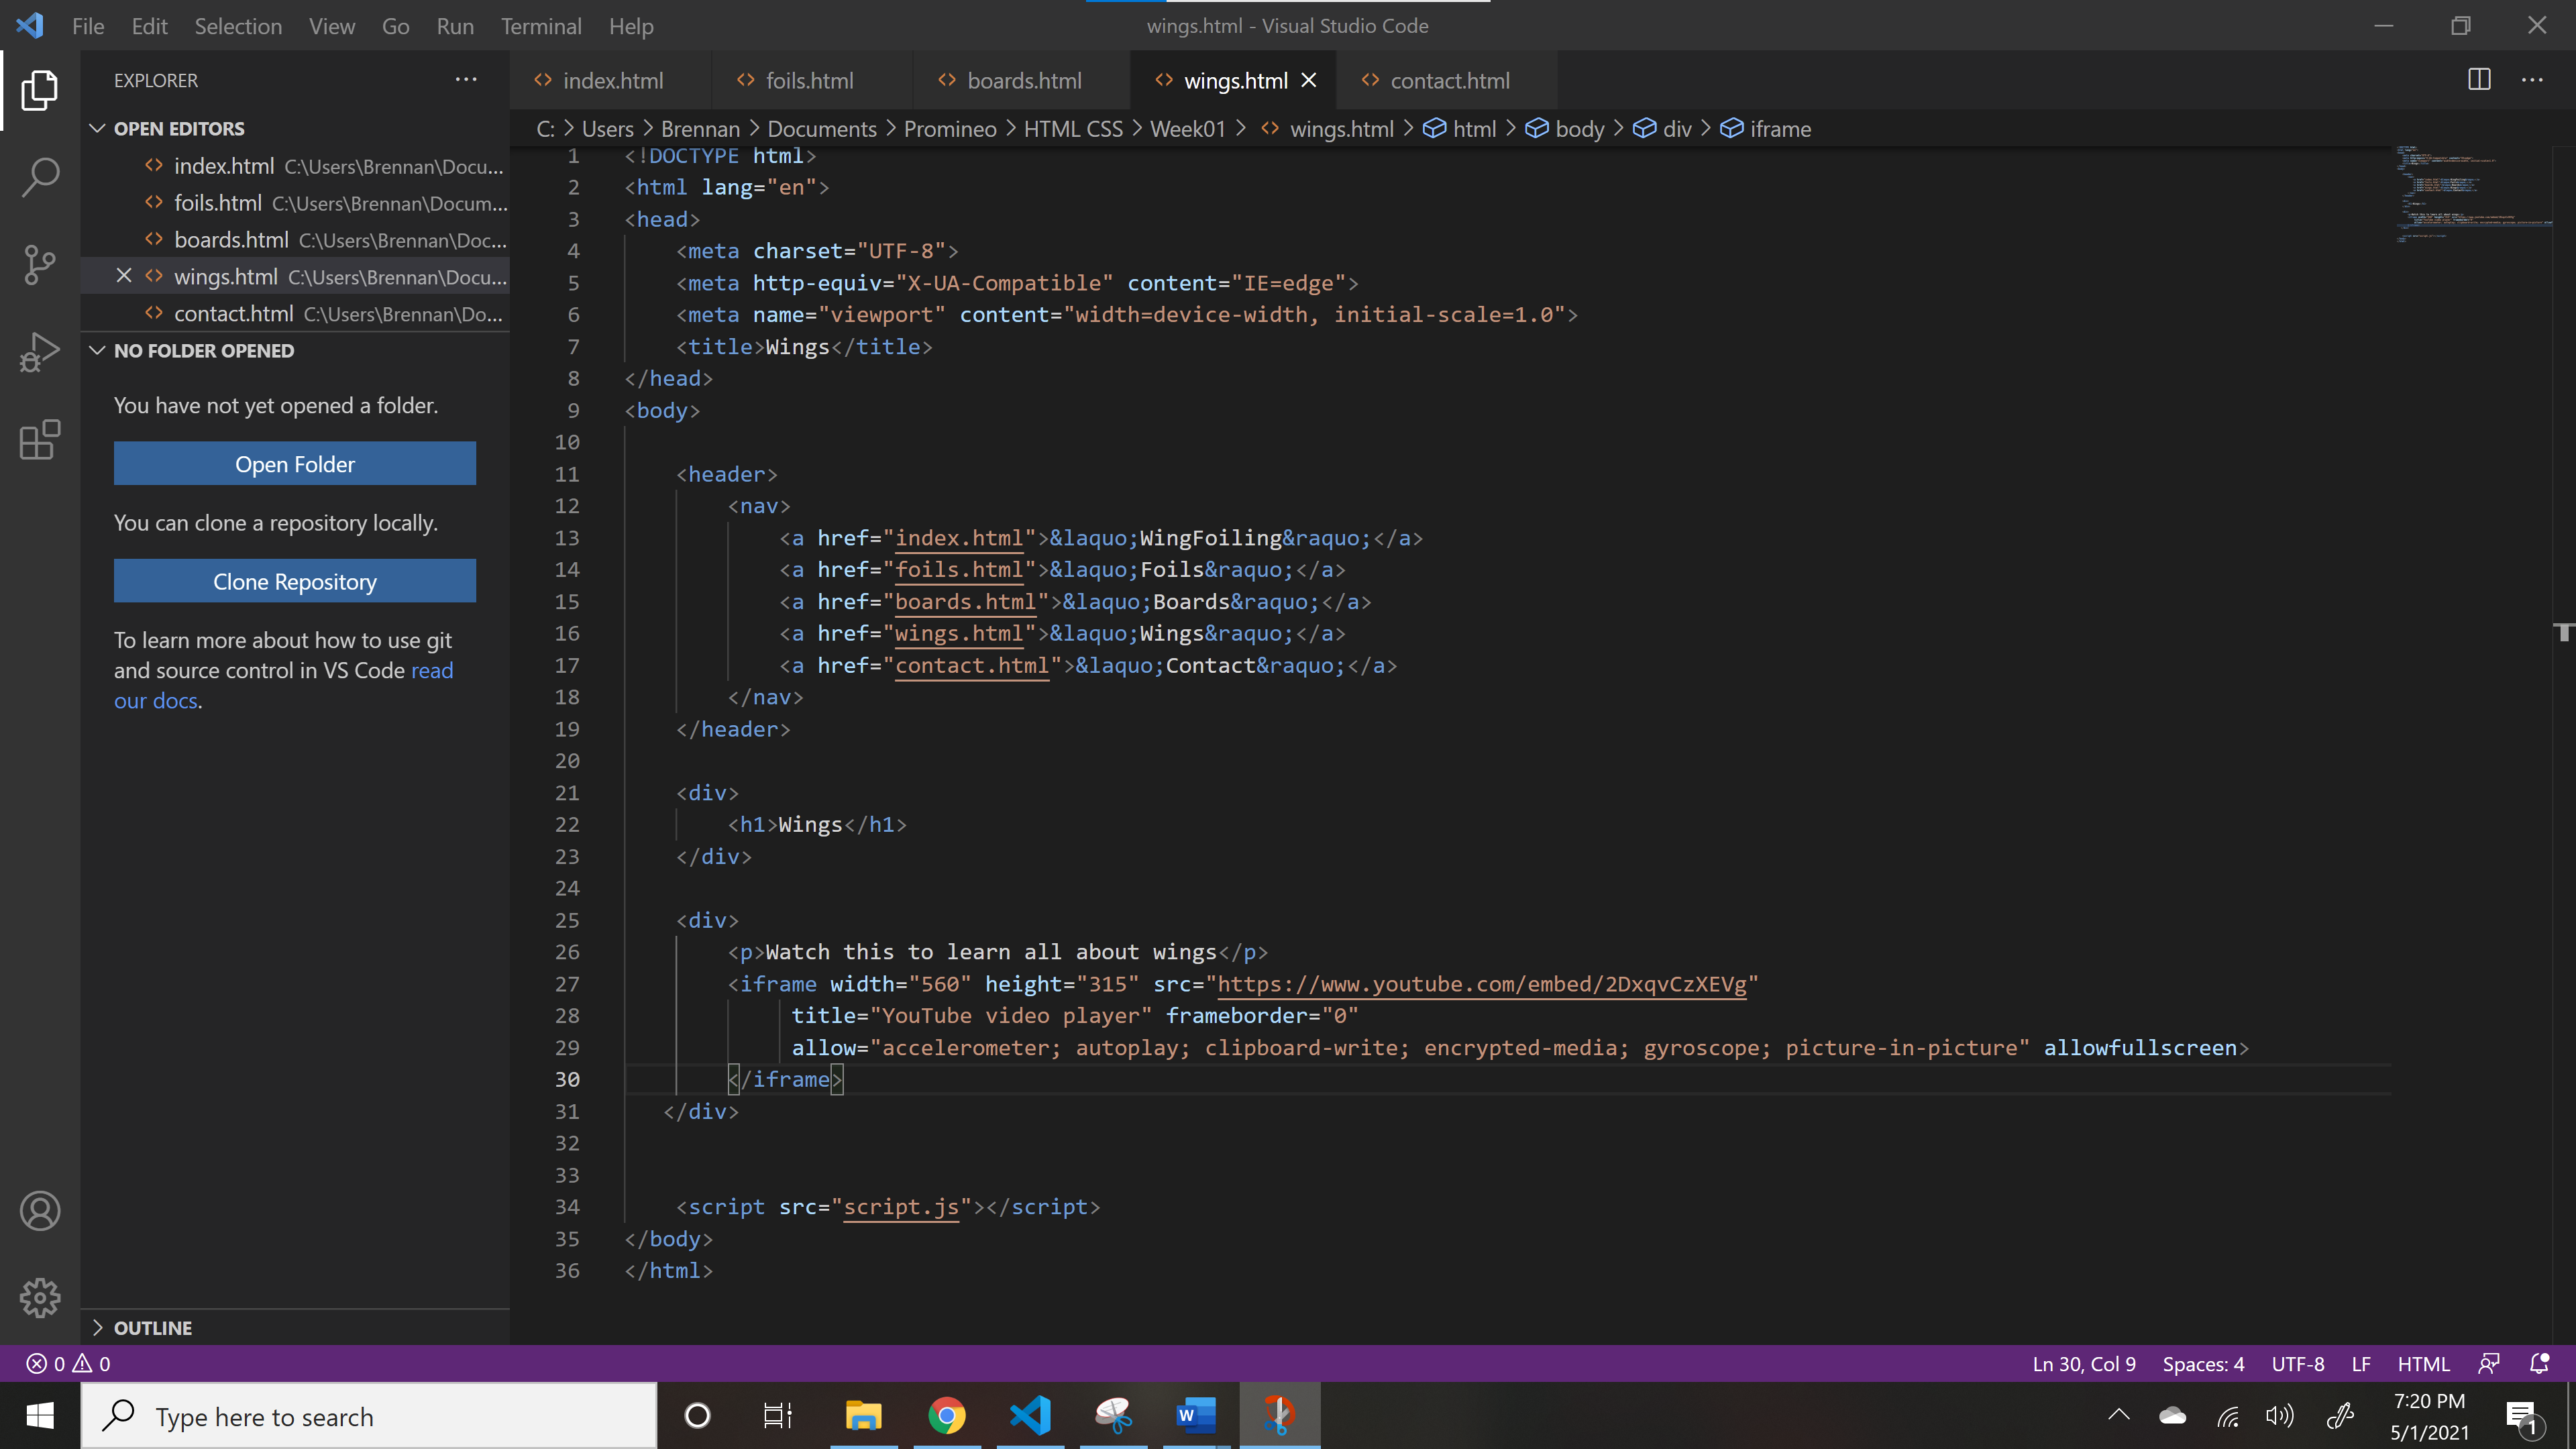 File Edit Selection View Go Run Terminal Help
wings.html - Visual Studio Code
EXPLORER
OPEN EDITORS
index.html C:\Users\Brennan\Docu...
foils.html C:\Users\Brennan\Docum...
boards.html C:\Users\Brennan\Doc...
wings.html C:\Users\Brennan\Docu...
contact.html C:\Users\Brennan\Do...
NO FOLDER OPENED
You have not yet opened a folder.
Open Folder
You can clone a repository locally.
Clone Repository
To learn more about how to use git
and source control in VS Code read
our docs.
OUTLINE
index.html foils.html boards.html wings.html contact.html
C: > Users > Brennan > Documents > Promineo > HTML CSS > Week01 > wings.html > html > body > div > iframe
1 <!DOCTYPE html>
2 <html lang="en">
3 <head>
4 <meta charset="UTF-8">
5 <meta http-equiv="X-UA-Compatible" content="IE=edge">
6 <meta name="viewport" content="width=device-width, initial-scale=1.0">
7 <title>Wings</title>
8 </head>
9 <body>
10
11 <header>
12 <nav>
13 <a href="index.html">&laquo;WingFoiling&raquo;</a>
14 <a href="foils.html">&laquo;Foils&raquo;</a>
15 <a href="boards.html">&laquo;Boards&raquo;</a>
16 <a href="wings.html">&laquo;Wings&raquo;</a>
17 <a href="contact.html">&laquo;Contact&raquo;</a>
18 </nav>
19 </header>
20
21 <div>
22 <h1>Wings</h1>
23 </div>
24
25 <div>
26 <p>Watch this to learn all about wings</p>
27 <iframe width="560" height="315" src="https://www.youtube.com/embed/2DxqvCzXEVg"
28 title="YouTube video player" frameborder="0"
29 allow="accelerometer; autoplay; clipboard-write; encrypted-media; gyroscope; picture-in-picture" allowfullscreen>
30 </iframe>
31 </div>
32
33
34 <script src="script.js"></script>
35 </body>
36 </html>
0 0
Ln 30, Col 9 Spaces: 4 UTF-8 LF HTML
Type here to search
W
7:20 PM
5/1/2021
1